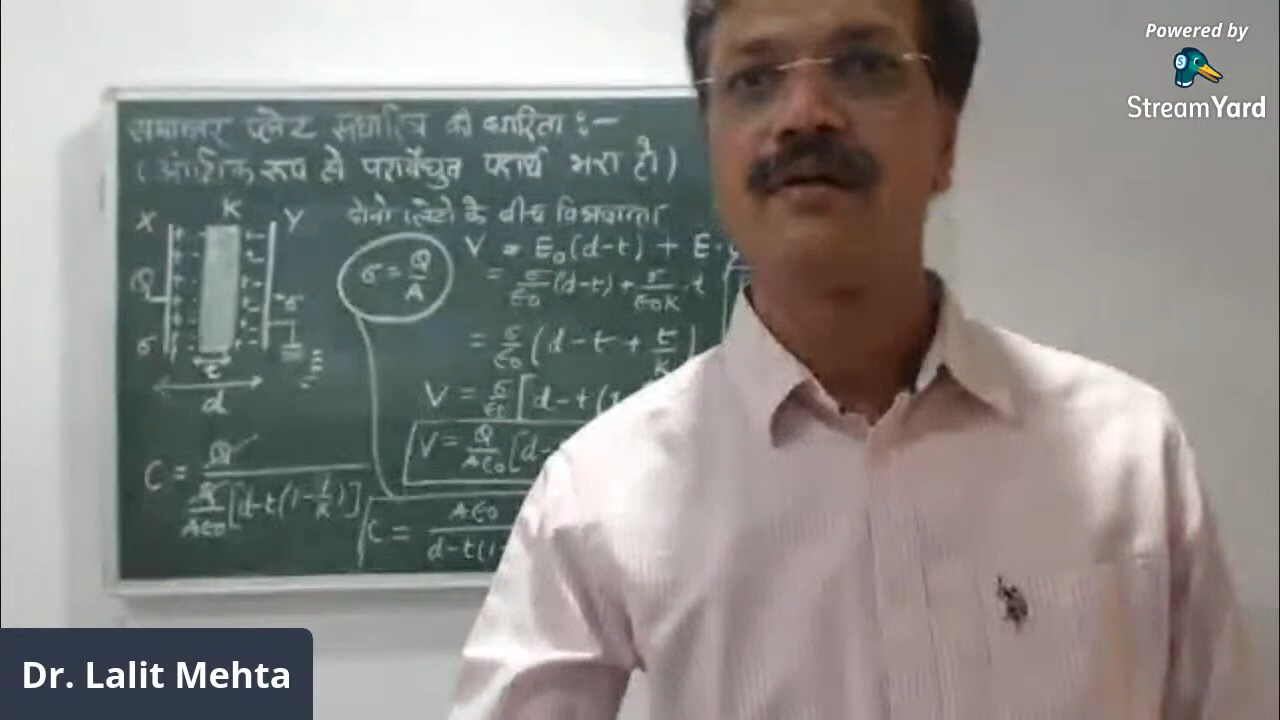 Powered by
StreamYard
समान्तर प्लेट संधारित्र की धारिता :-
(आंशिक रूप से परावैधुत पदार्थ भरा है)
X K Y
दोनो प्लेटो के बीच विभवान्तर
V = E₀(d-t) + E·
σ = Q/A
= σ/ε₀ (d-t) + σ/ε₀K · t
Q
= σ/ε₀ (d - t + t/K)
σ
t
d
V = σ/ε₀ [d - t(1
V = Q/Aε₀ [d-
C = Q / Q/Aε₀ [d-t(1-1/K)]
C = Aε₀ / d-t(1-
Dr. Lalit Mehta